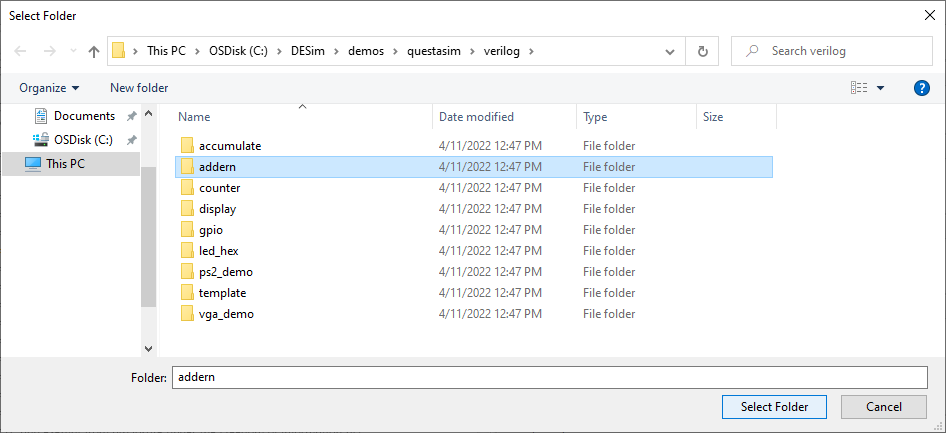 Select Folder
This PC > OSDisk (C:) > DESim > demos > questasim > verilog >
Search verilog
Organize
New folder
?
Documents
OSDisk (C:)
This PC
Name Date modified Type Size
accumulate 4/11/2022 12:47 PM File folder
addern 4/11/2022 12:47 PM File folder
counter 4/11/2022 12:47 PM File folder
display 4/11/2022 12:47 PM File folder
gpio 4/11/2022 12:47 PM File folder
led_hex 4/11/2022 12:47 PM File folder
ps2_demo 4/11/2022 12:47 PM File folder
template 4/11/2022 12:47 PM File folder
vga_demo 4/11/2022 12:47 PM File folder
Folder: addern
Select Folder
Cancel